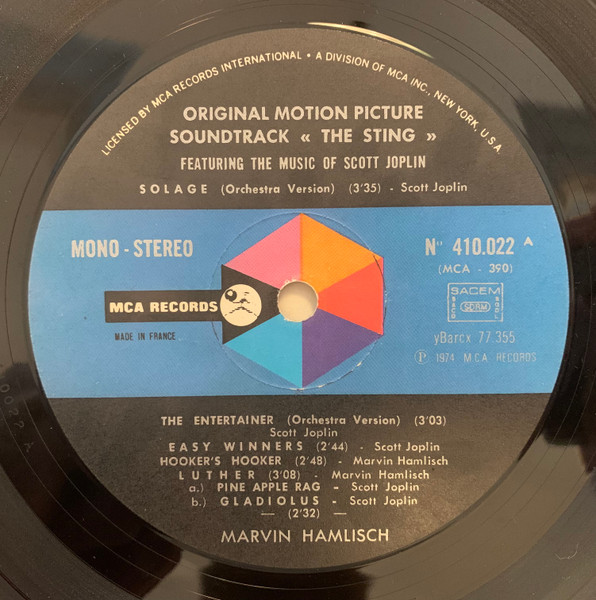 LICENSED BY MCA RECORDS INTERNATIONAL • A DIVISION OF MCA INC., NEW YORK, U.S.A.
ORIGINAL MOTION PICTURE
SOUNDTRACK « THE STING »
FEATURING THE MUSIC OF SCOTT JOPLIN
SOLAGE (Orchestra Version) (3'35) - Scott Joplin
MONO - STEREO
N° 410.022 A
(MCA - 390)
SACEM
SACD
SDRM
SGDL
MCA RECORDS
MADE IN FRANCE
yBarcx 77.355
Ⓟ 1974 M.C.A. RECORDS
THE ENTERTAINER (Orchestra Version) (3'03)
Scott Joplin
EASY WINNERS (2'44) - Scott Joplin
HOOKER'S HOOKER (2'48) - Marvin Hamlisch
LUTHER (3'08) - Marvin Hamlisch
a.) PINE APPLE RAG - Scott Joplin
b.) GLADIOLUS - Scott Joplin
— (2'32) —
MARVIN HAMLISCH